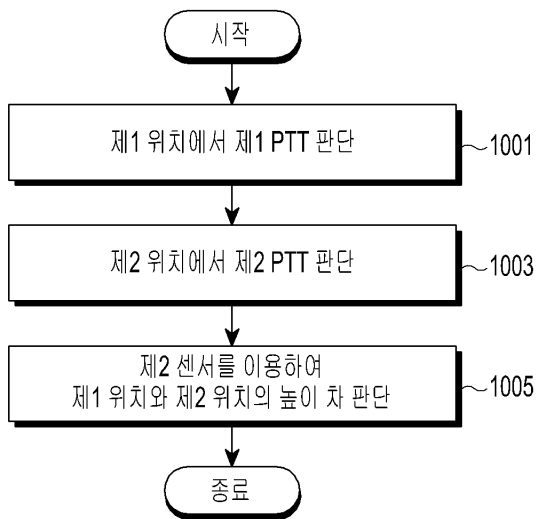 시작
제1 위치에서 제1 PTT 판단
1001
제2 위치에서 제2 PTT 판단
1003
제2 센서를 이용하여
제1 위치와 제2 위치의 높이 차 판단
1005
종료